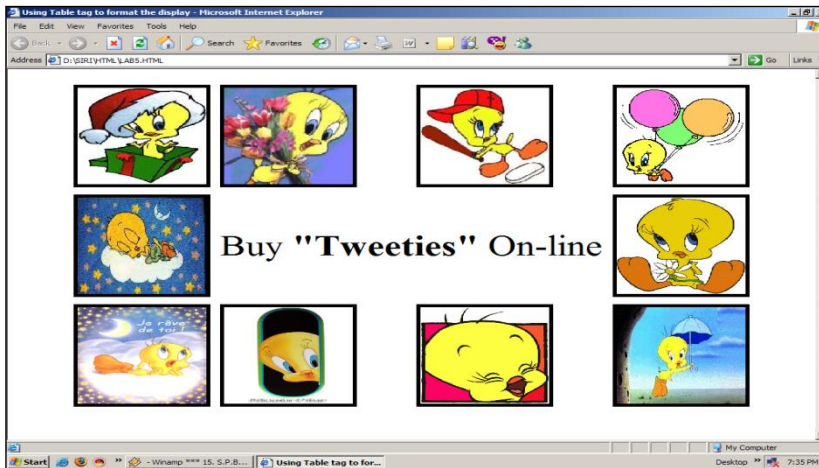 Using Table tag to format the display - Microsoft Internet Explorer
File Edit View Favorites Tools Help
Back Search Favorites
Address D:\SIRI\HTML\LAB5.HTML Go Links
Je rêve
de toi !
Buy "Tweeties" On-line
My Computer
Start » - Winamp *** 15. S.P.B... Using Table tag to for... Desktop » 7:35 PM